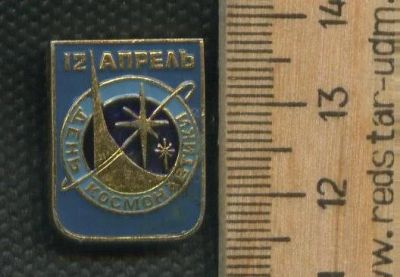 12 АПРЕЛЬ
ДЕНЬ КОСМОНАВТИКИ
14
13
12
www.redstar-udm.